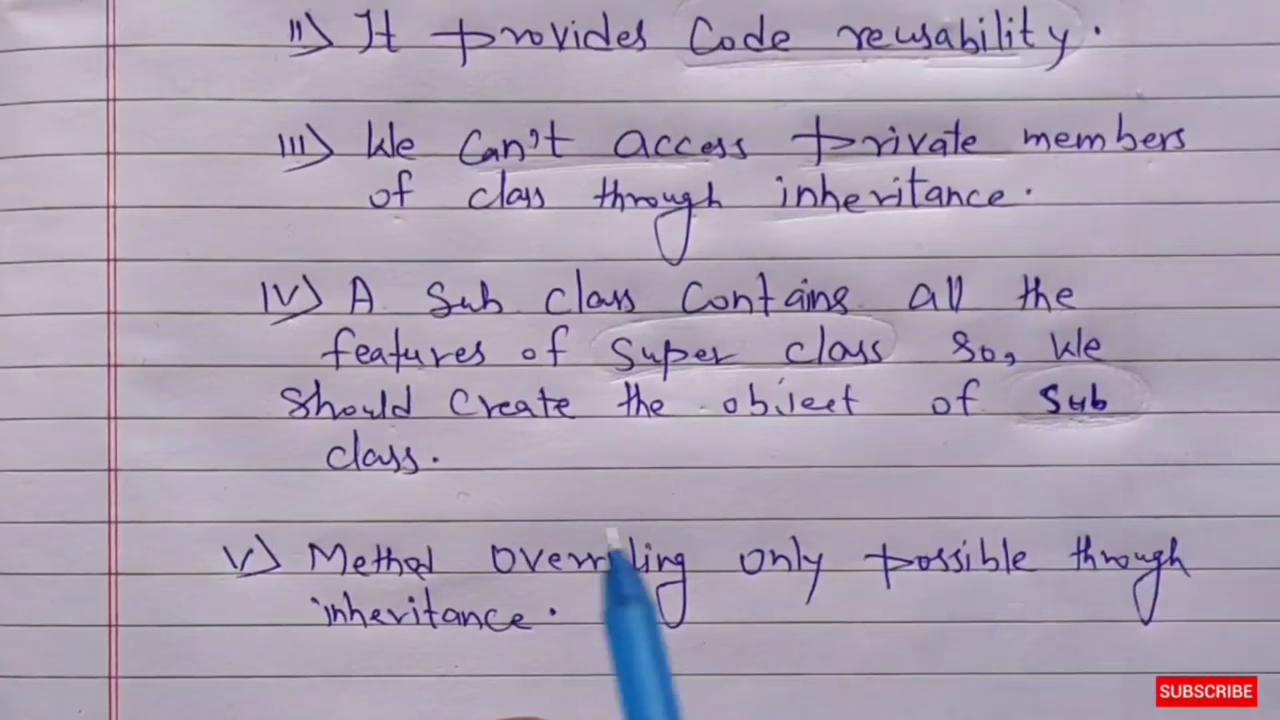 II) It provides Code reusability.
III) We Can't access private members
of class through inheritance.
IV) A Sub class Contains all the
features of super class so, We
should create the object of sub
class.
V) Method only possible through
inheritance.
SUBSCRIBE